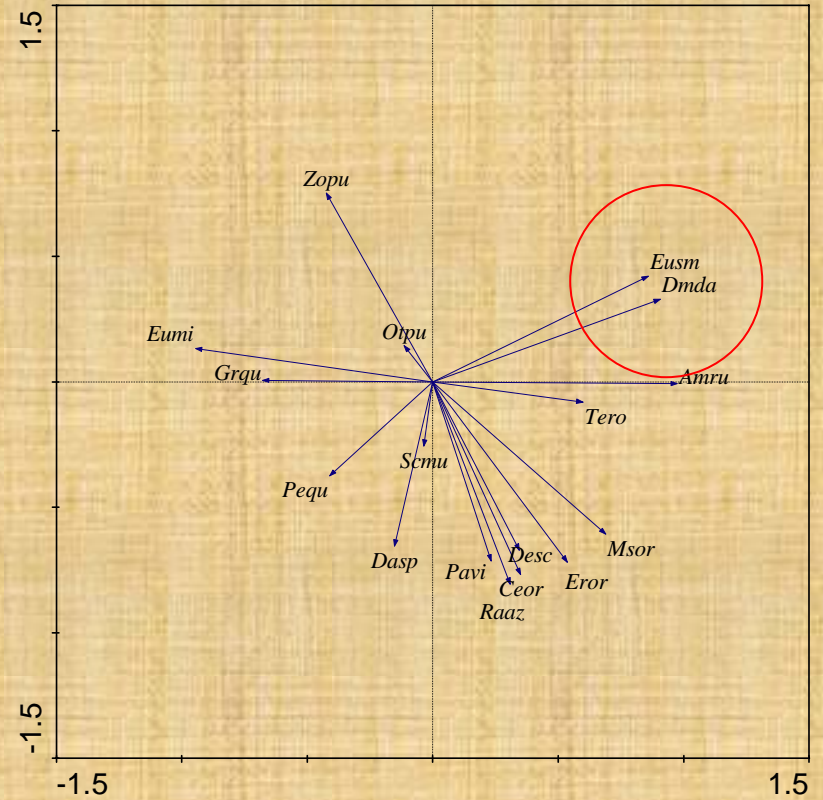 1.5
Zopu
Eusm
Dmda
Otpu
Eumi
Grqu
Amru
Tero
Scmu
Pequ
Msor
Desc
Dasp
Pavi
Eror
Ceor
Raaz
-1.5
-1.5
1.5